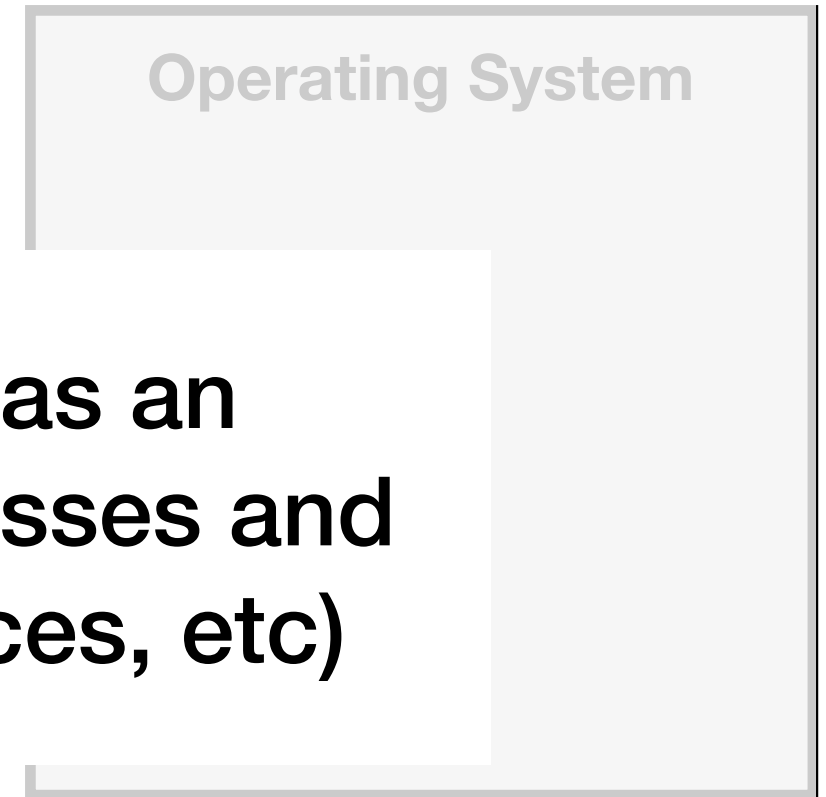 Operating System
as an
sses and
ces, etc)